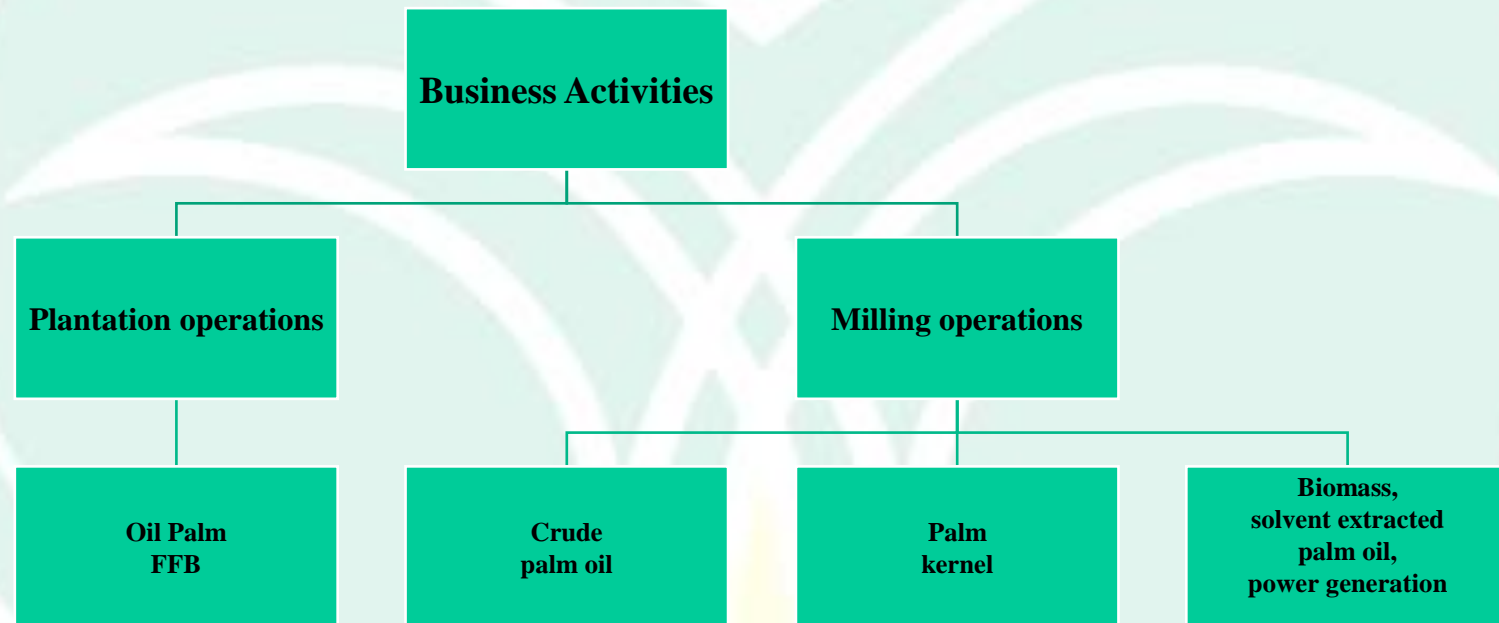 Business Activities
Plantation operations
Milling operations
Oil Palm
FFB
Crude
palm oil
Palm
kernel
Biomass,
solvent extracted
palm oil,
power generation